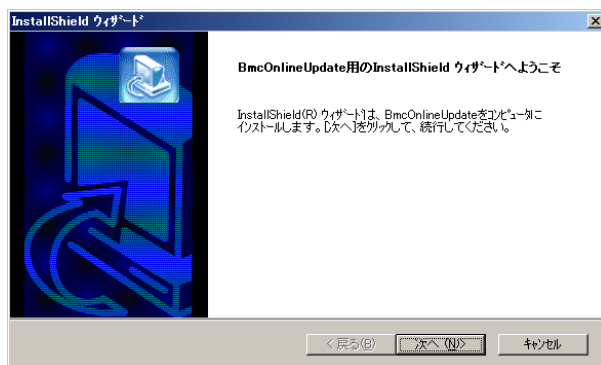 InstallShield ウィザード
BmcOnlineUpdate用のInstallShield ウィザードへようこそ
InstallShield(R) ウィザードは、BmcOnlineUpdateをコンピュータに
インストールします。[次へ]をクリックして、続行してください。
< 戻る(B)
次へ (N)>
キャンセル